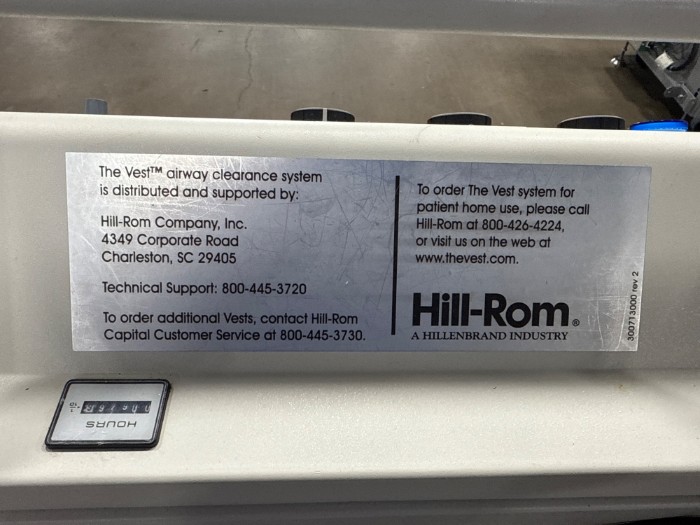 The Vest™ airway clearance system
is distributed and supported by:
Hill-Rom Company, Inc.
4349 Corporate Road
Charleston, SC 29405
Technical Support: 800-445-3720
To order additional Vests, contact Hill-Rom
Capital Customer Service at 800-445-3730.
To order The Vest system for
patient home use, please call
Hill-Rom at 800-426-4224,
or visit us on the web at
www.thevest.com.
Hill-Rom®
A HILLENBRAND INDUSTRY
300713000 rev 2
HOURS